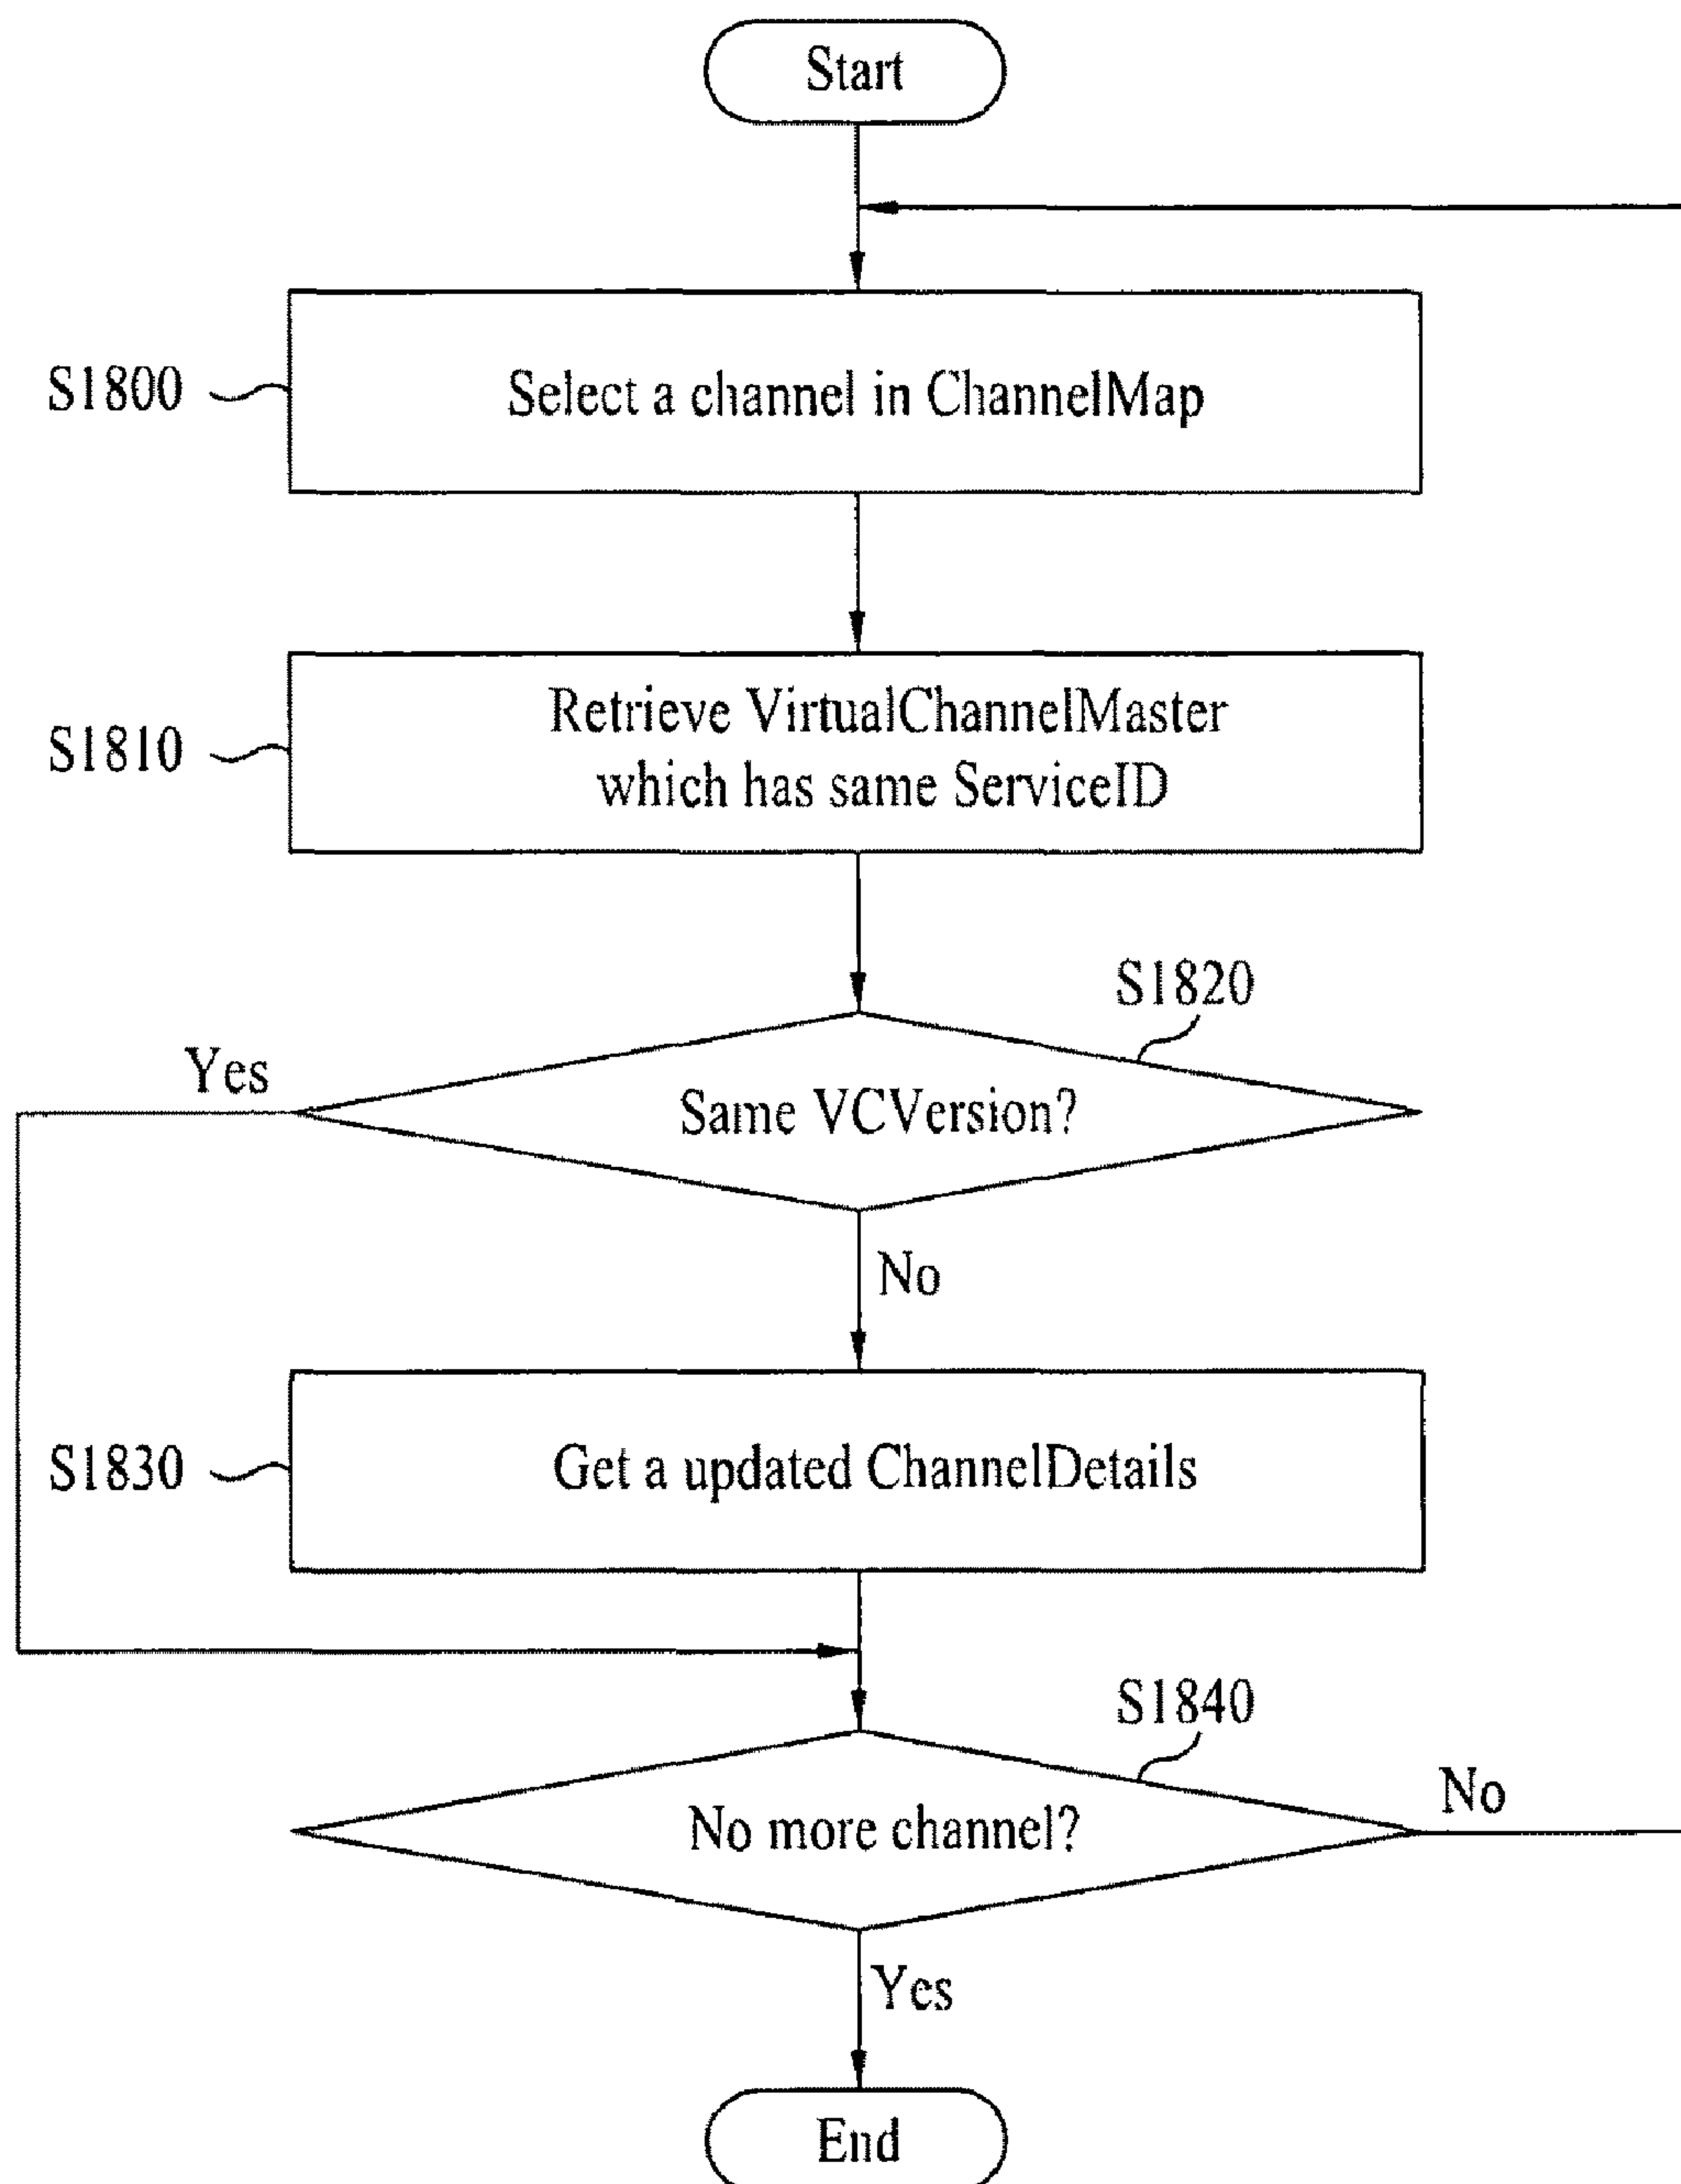 Start
S1800
Select a channel in ChannelMap
S1810
Retrieve VirtualChannelMaster
which has same ServiceID
S1820
Yes
Same VCVersion?
No
S1830
Get a updated ChannelDetails
S1840
No
No more channel?
Yes
End